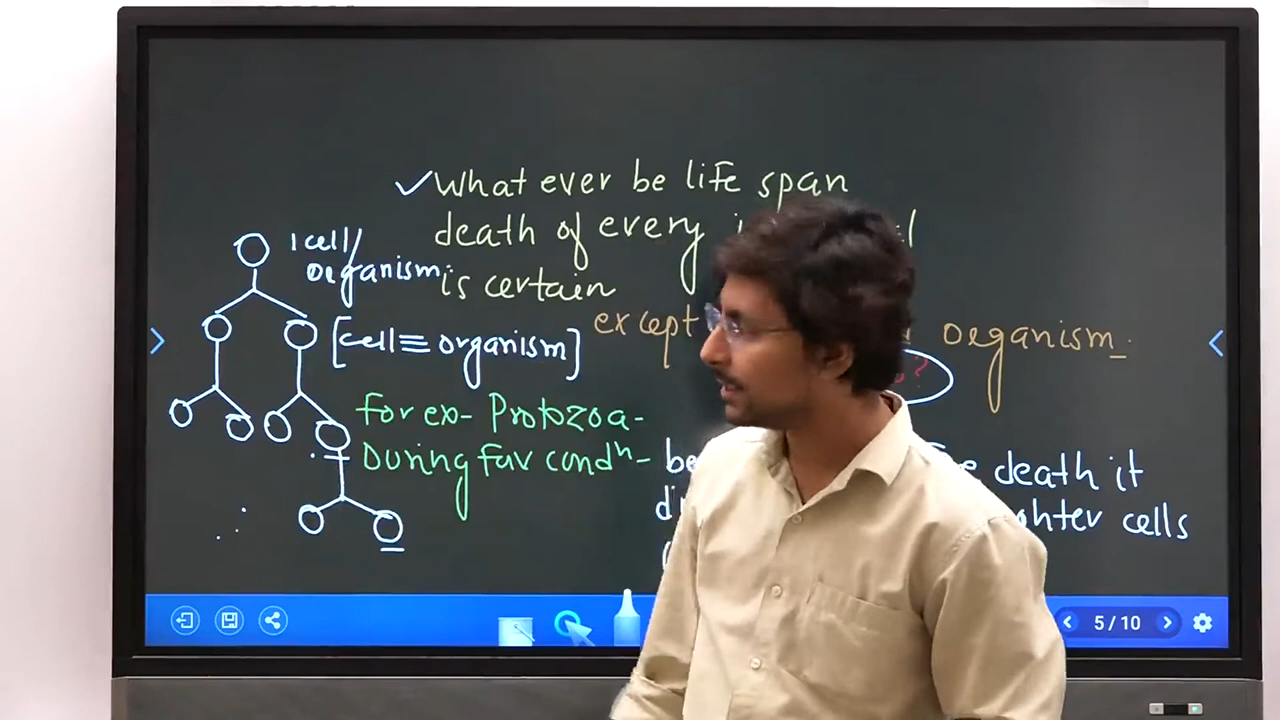 What ever be life span
death of every
is certain
except organism
1 cell/
organism
[cell≡organism]
For ex- Protozoa-
During fav condⁿ-
be death it
cells
5/10